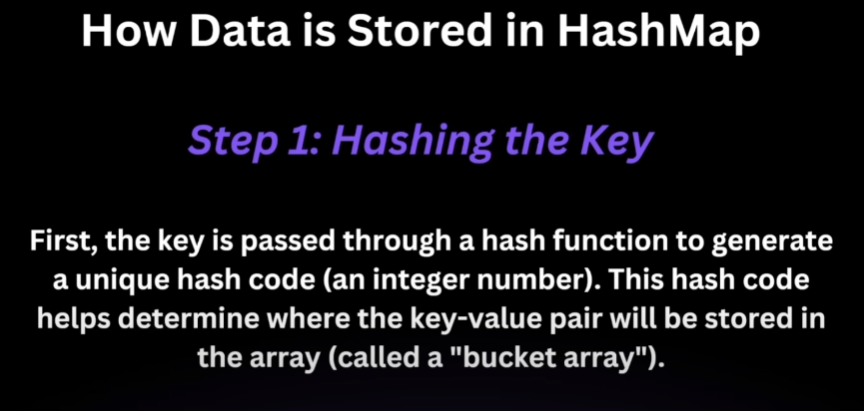 How Data is Stored in HashMap
Step 1: Hashing the Key
First, the key is passed through a hash function to generate
a unique hash code (an integer number). This hash code
helps determine where the key-value pair will be stored in
the array (called a "bucket array").